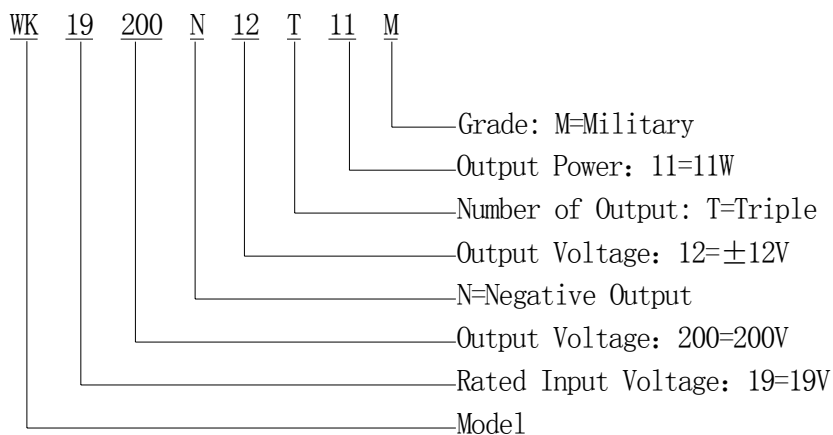 WK 19 200 N 12 T 11 M
Grade: M=Military
Output Power: 11=11W
Number of Output: T=Triple
Output Voltage: 12=±12V
N=Negative Output
Output Voltage: 200=200V
Rated Input Voltage: 19=19V
Model